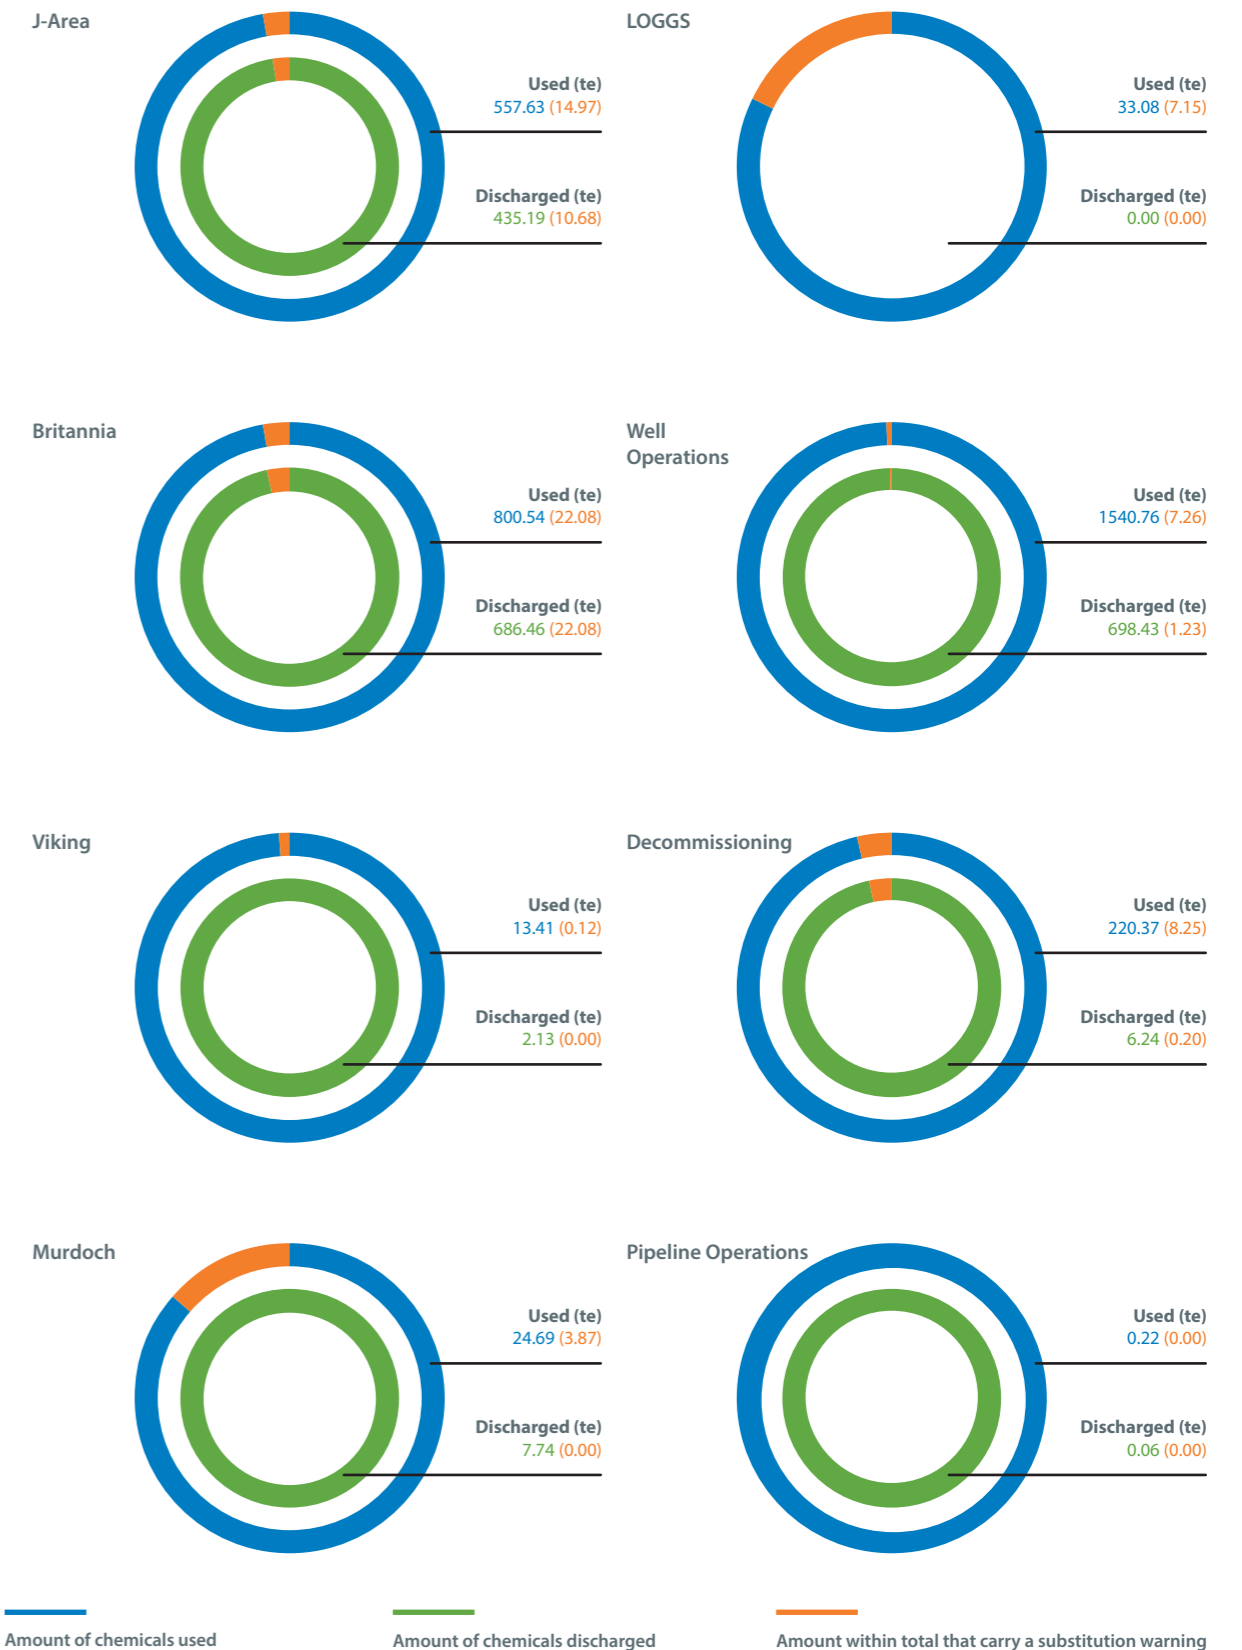 J-Area
Used (te)
557.63 (14.97)
Discharged (te)
435.19 (10.68)
LOGGS
Used (te)
33.08 (7.15)
Discharged (te)
0.00 (0.00)
Britannia
Used (te)
800.54 (22.08)
Discharged (te)
686.46 (22.08)
Well
Operations
Used (te)
1540.76 (7.26)
Discharged (te)
698.43 (1.23)
Viking
Used (te)
13.41 (0.12)
Discharged (te)
2.13 (0.00)
Decommissioning
Used (te)
220.37 (8.25)
Discharged (te)
6.24 (0.20)
Murdoch
Used (te)
24.69 (3.87)
Discharged (te)
7.74 (0.00)
Pipeline Operations
Used (te)
0.22 (0.00)
Discharged (te)
0.06 (0.00)
Amount of chemicals used
Amount of chemicals discharged
Amount within total that carry a substitution warning